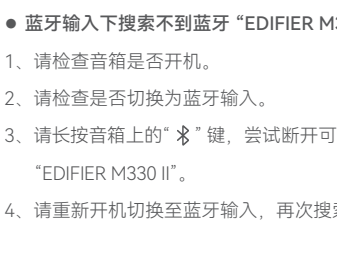 ● 蓝牙输入下搜索不到蓝牙 “EDIFIER M3
1、请检查音箱是否开机。
2、请检查是否切换为蓝牙输入。
3、请长按音箱上的“ ” 键，尝试断开可
“EDIFIER M330 II”。
4、请重新开机切换至蓝牙输入，再次搜